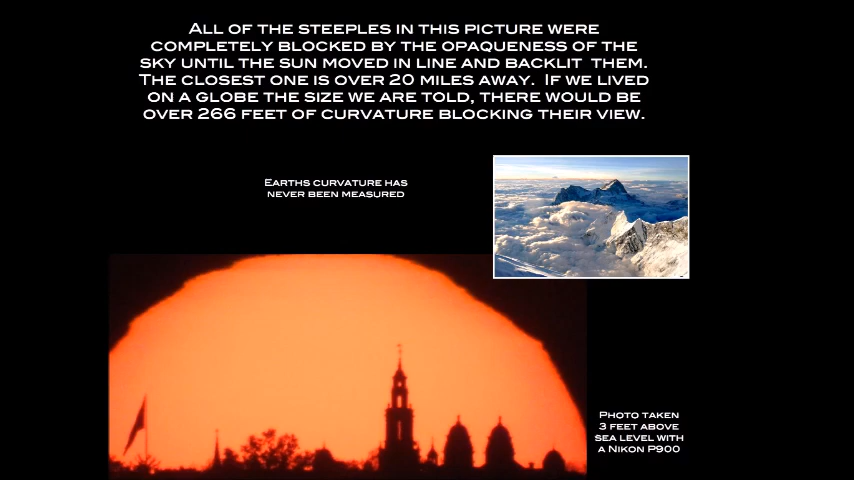 ALL OF THE STEEPLES IN THIS PICTURE WERE
COMPLETELY BLOCKED BY THE OPAQUENESS OF THE
SKY UNTIL THE SUN MOVED IN LINE AND BACKLIT THEM.
THE CLOSEST ONE IS OVER 20 MILES AWAY. IF WE LIVED
ON A GLOBE THE SIZE WE ARE TOLD, THERE WOULD BE
OVER 266 FEET OF CURVATURE BLOCKING THEIR VIEW.
EARTHS CURVATURE HAS
NEVER BEEN MEASURED
PHOTO TAKEN
3 FEET ABOVE
SEA LEVEL WITH
A NIKON P900